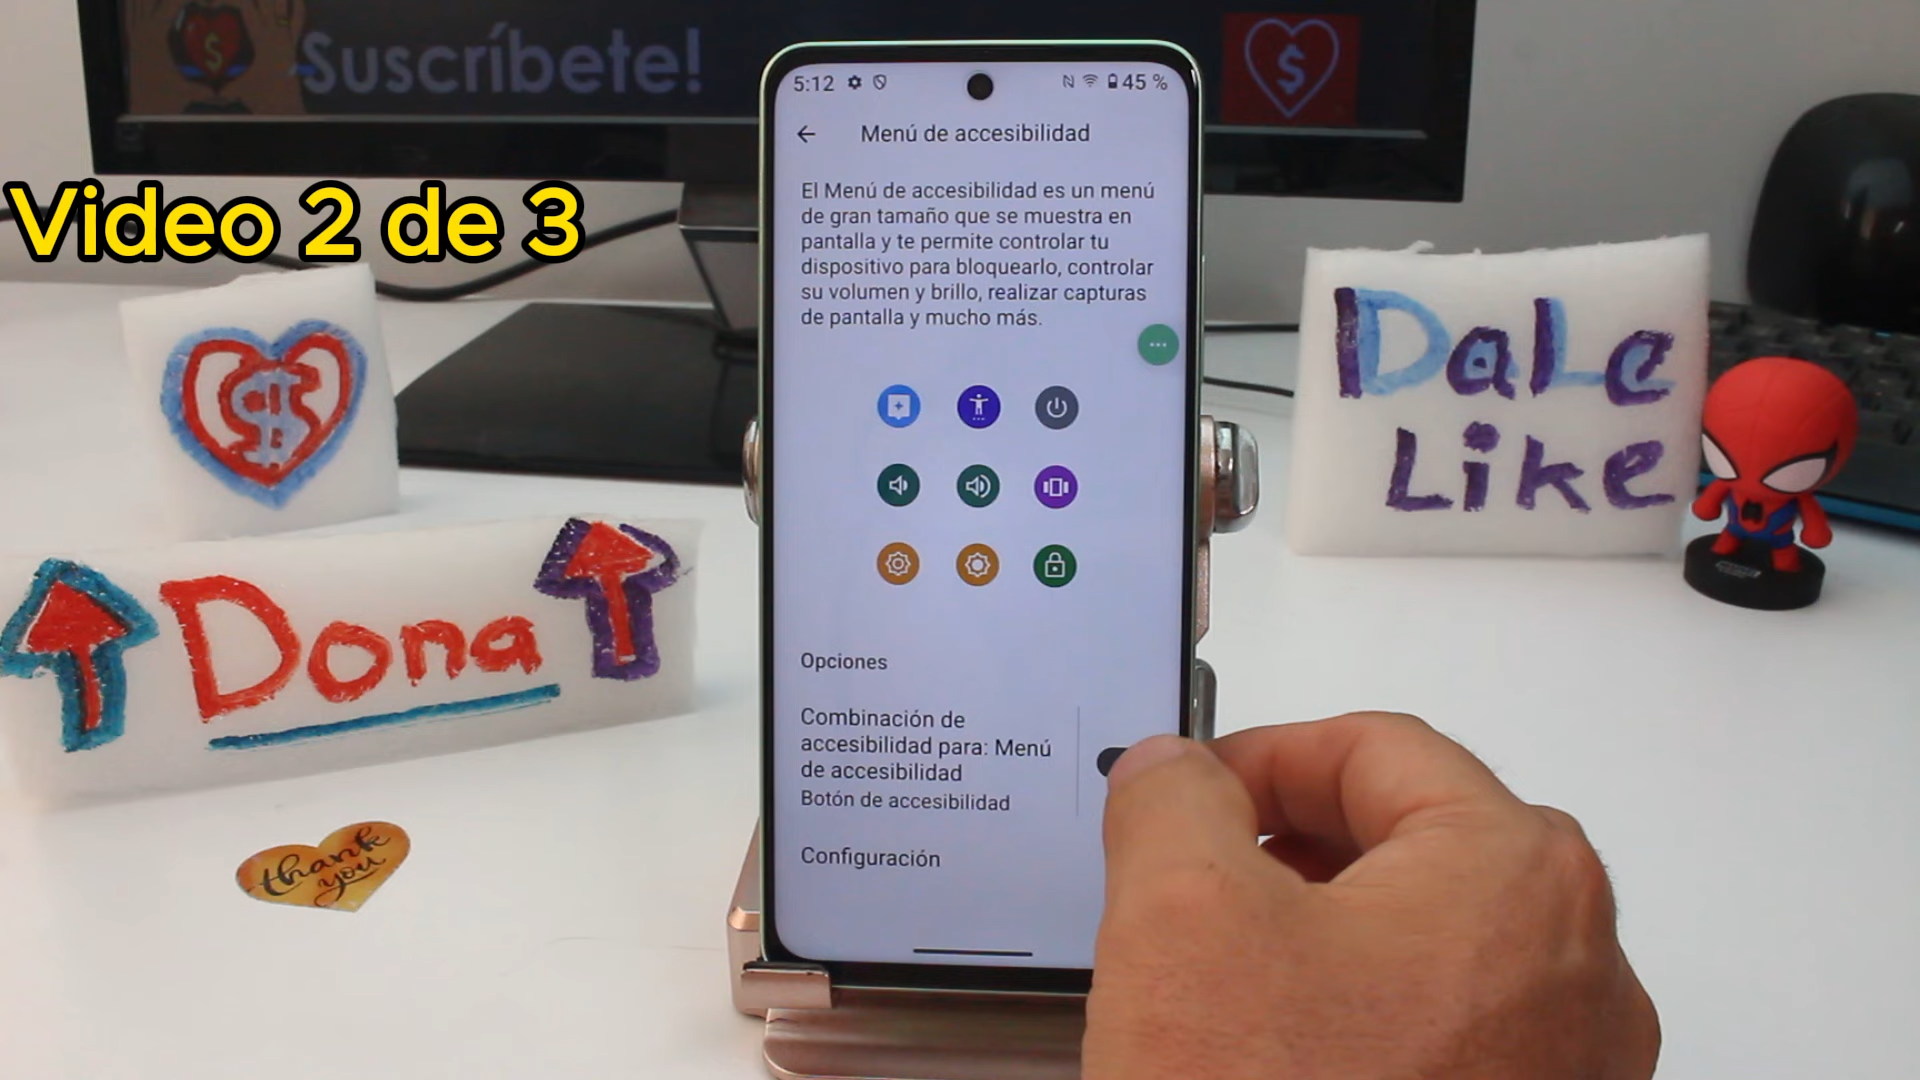 Suscríbete!
$
$
Video 2 de 3
$
Dona
thank
you
DaLe
Like
5:12
45 %
Menú de accesibilidad
El Menú de accesibilidad es un menú
de gran tamaño que se muestra en
pantalla y te permite controlar tu
dispositivo para bloquearlo, controlar
su volumen y brillo, realizar capturas
de pantalla y mucho más.
Opciones
Combinación de
accesibilidad para: Menú
de accesibilidad
Botón de accesibilidad
Configuración